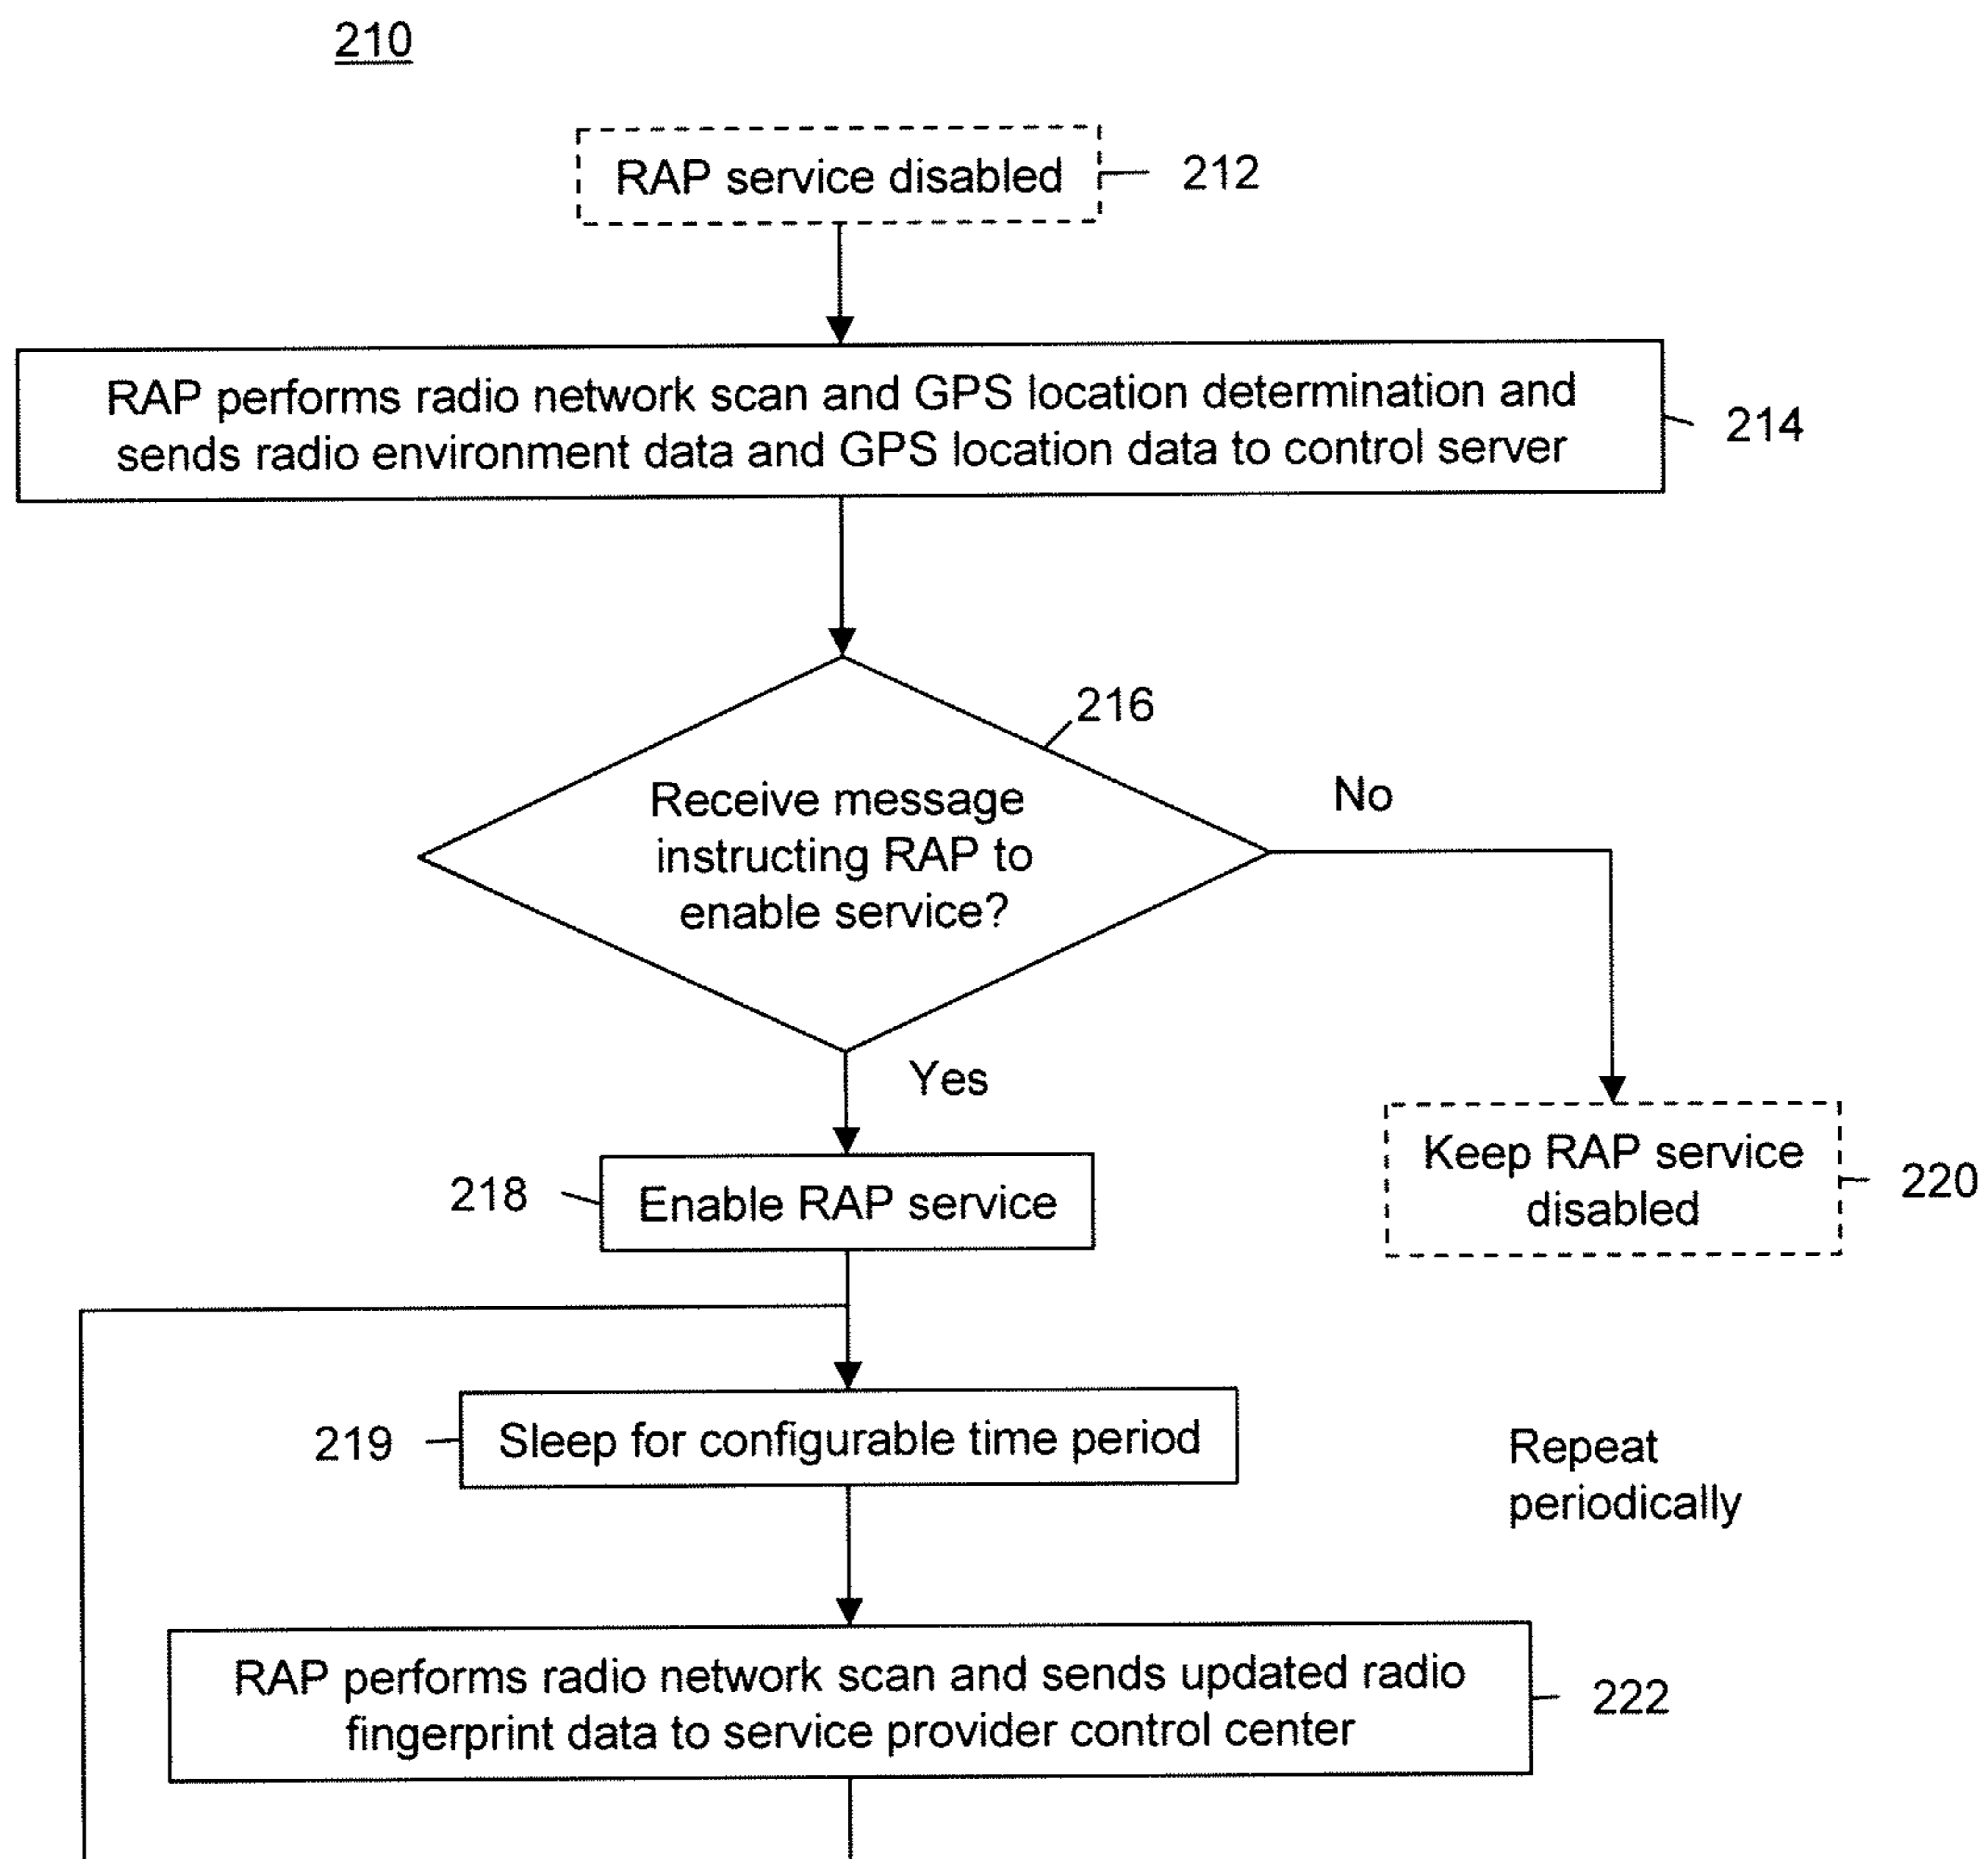 210
RAP service disabled
212
RAP performs radio network scan and GPS location determination and
sends radio environment data and GPS location data to control server
214
216
Receive message
instructing RAP to
enable service?
No
Yes
218
Enable RAP service
Keep RAP service
disabled
220
219
Sleep for configurable time period
Repeat
periodically
RAP performs radio network scan and sends updated radio
fingerprint data to service provider control center
222